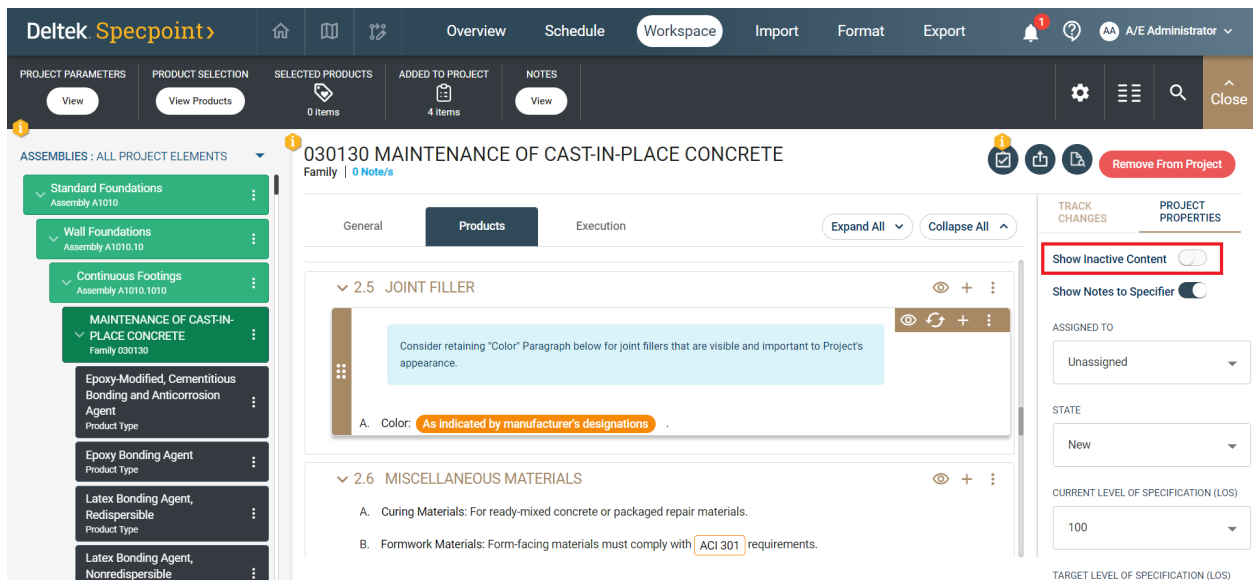 Deltek Specpoint
Overview
Schedule
Workspace
Import
Format
Export
1
AA
A/E Administrator
PROJECT PARAMETERS
View
PRODUCT SELECTION
View Products
SELECTED PRODUCTS
0 items
ADDED TO PROJECT
4 items
NOTES
View
Close
ASSEMBLIES : ALL PROJECT ELEMENTS
Standard Foundations
Assembly A1010
Wall Foundations
Assembly A1010.10
Continuous Footings
Assembly A1010.1010
MAINTENANCE OF CAST-IN-
PLACE CONCRETE
Family 030130
Epoxy-Modified, Cementitious
Bonding and Anticorrosion
Agent
Product Type
Epoxy Bonding Agent
Product Type
Latex Bonding Agent,
Redispersible
Product Type
Latex Bonding Agent,
Nonredispersible
030130 MAINTENANCE OF CAST-IN-PLACE CONCRETE
Family | 0 Note/s
Remove From Project
General
Products
Execution
Expand All
Collapse All
2.5 JOINT FILLER
Consider retaining "Color" Paragraph below for joint fillers that are visible and important to Project's
appearance.
A. Color: As indicated by manufacturer's designations .
2.6 MISCELLANEOUS MATERIALS
A. Curing Materials: For ready-mixed concrete or packaged repair materials.
B. Formwork Materials: Form-facing materials must comply with ACI 301 requirements.
TRACK
CHANGES
PROJECT
PROPERTIES
Show Inactive Content
Show Notes to Specifier
ASSIGNED TO
Unassigned
STATE
New
CURRENT LEVEL OF SPECIFICATION (LOS)
100
TARGET LEVEL OF SPECIFICATION (LOS)